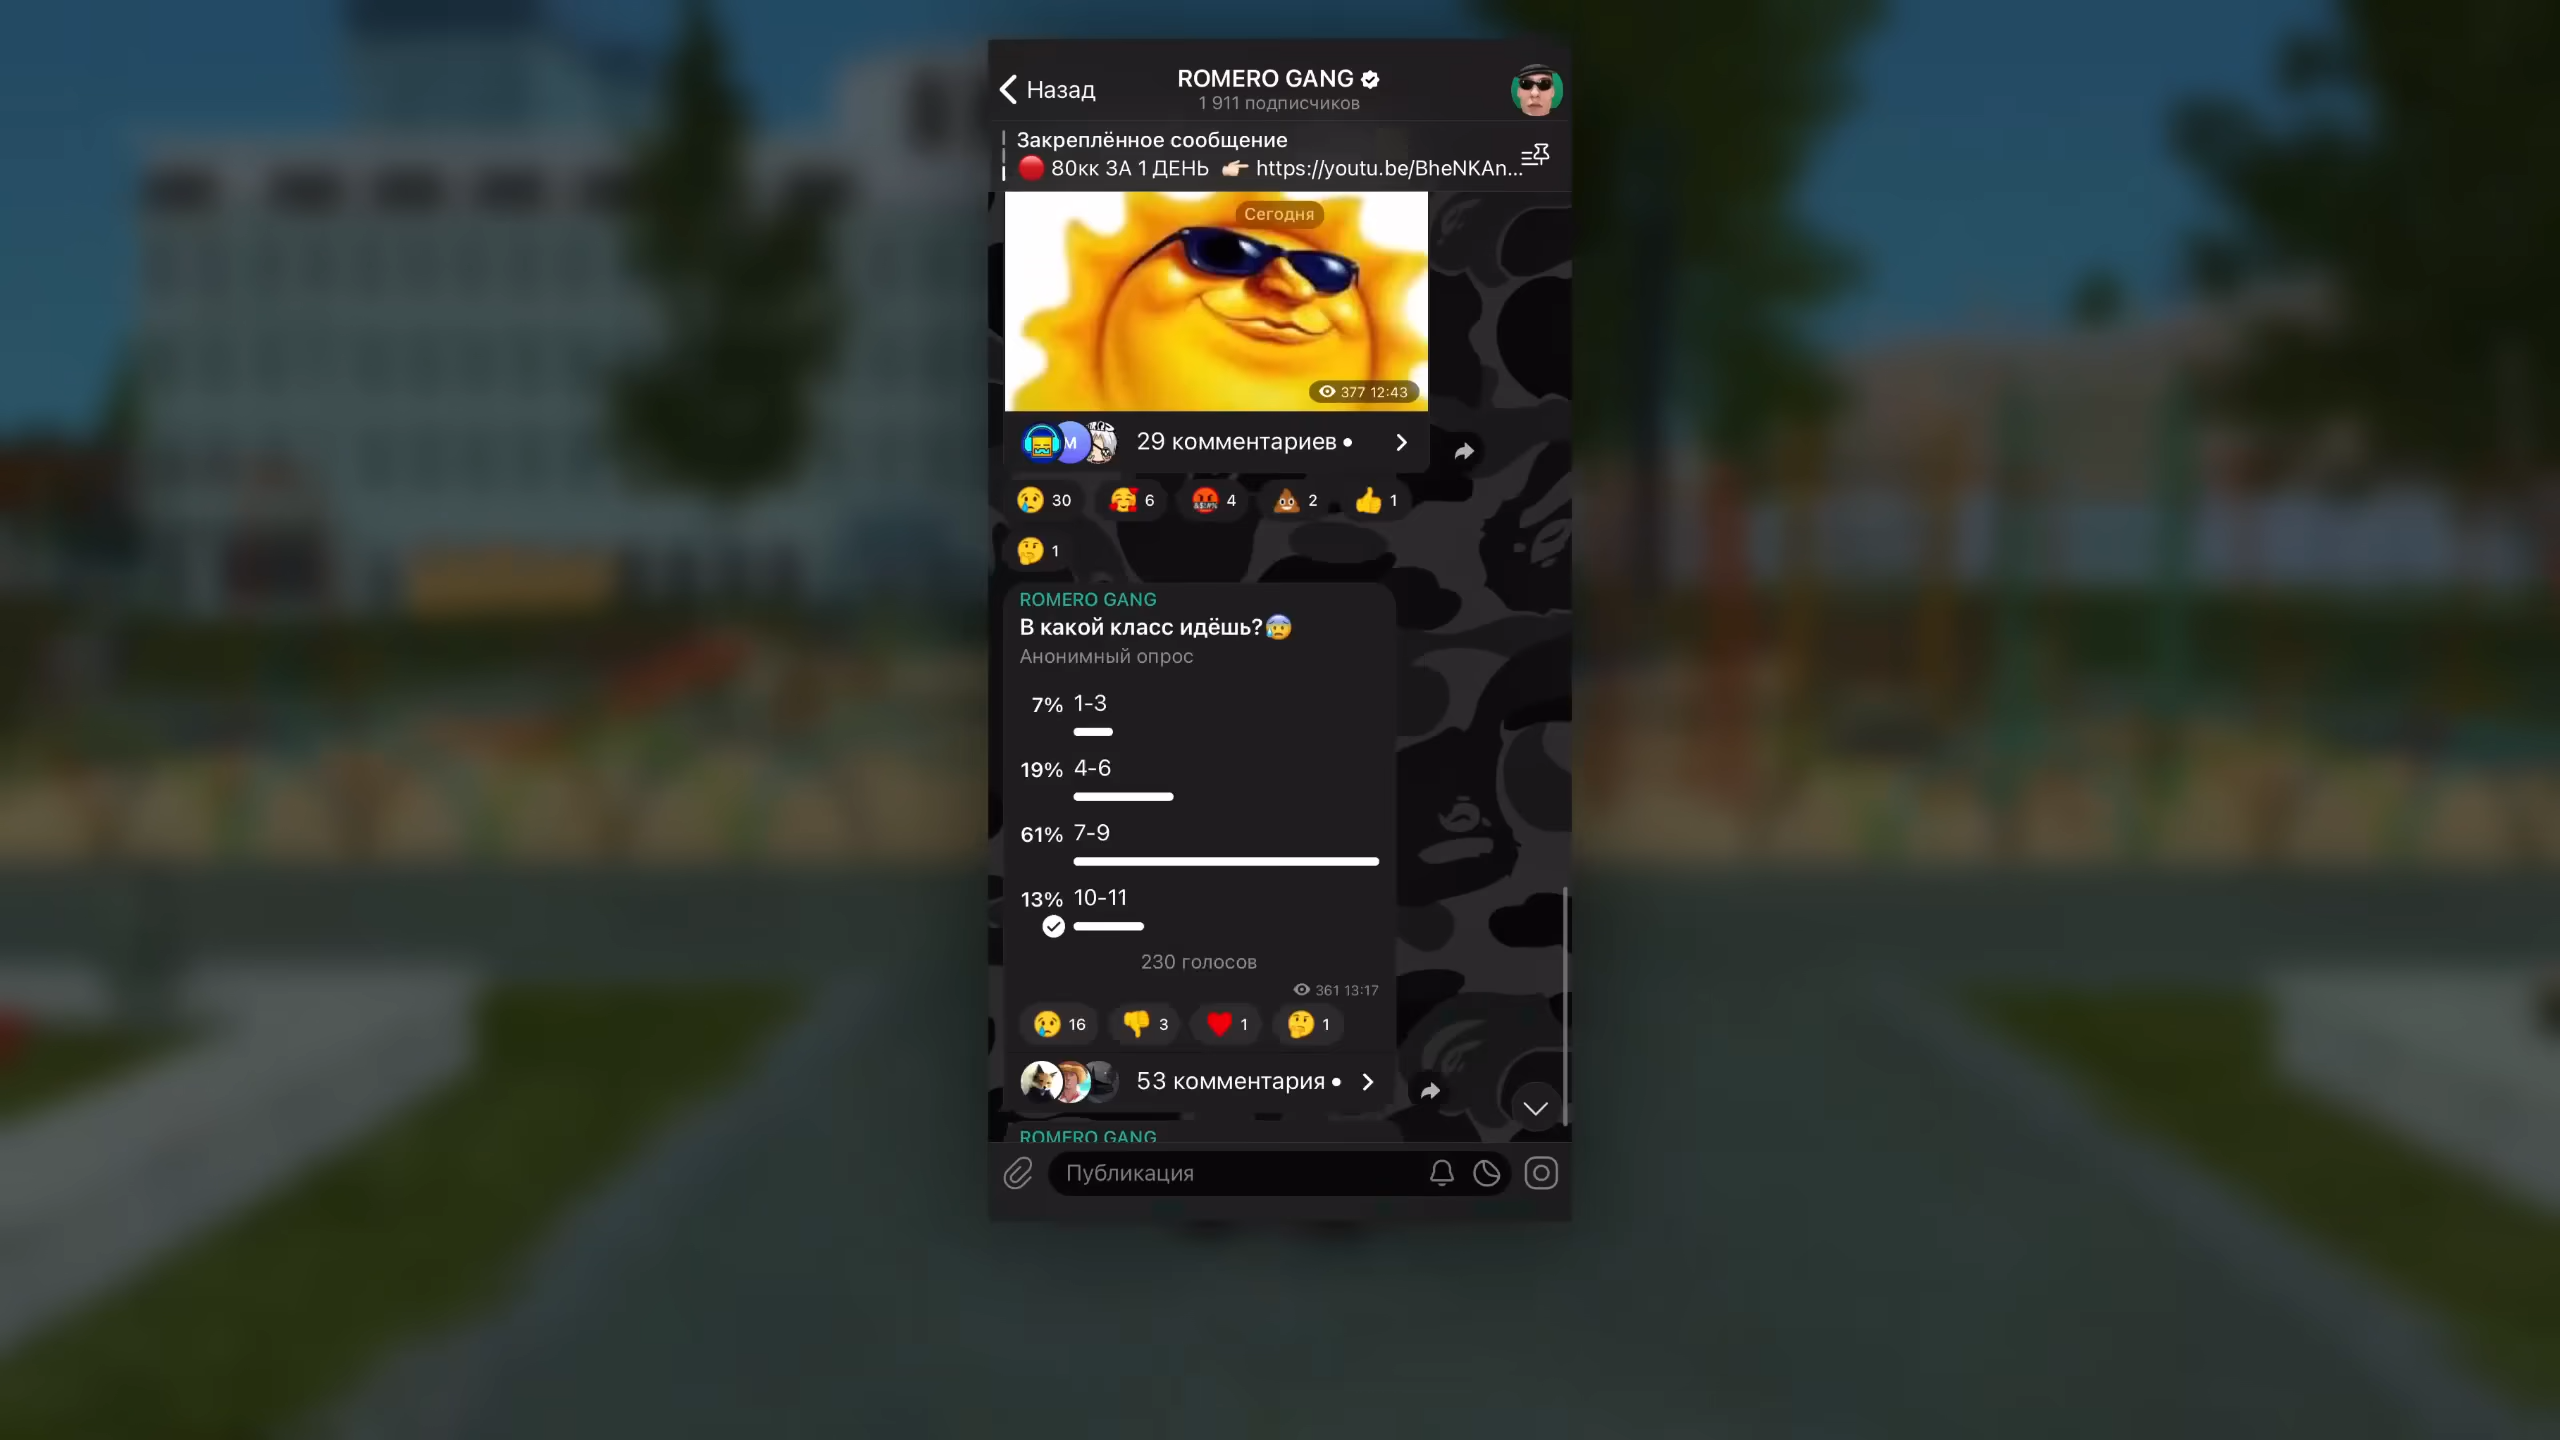 Назад
ROMERO GANG
1 911 подписчиков
Закреплённое сообщение
🔴 80кк ЗА 1 ДЕНЬ 👉🏻 https://youtu.be/BheNKAn...
Сегодня
377 12:43
M
29 комментариев •
😢 30 🥰 6 🤬 4 💩 2 👍 1
🤔 1
ROMERO GANG
В какой класс идёшь?😰
Анонимный опрос
7% 1-3
19% 4-6
61% 7-9
13% 10-11
230 голосов
361 13:17
😢 16 👎 3 ❤ 1 🤔 1
53 комментария •
ROMERO GANG
Публикация